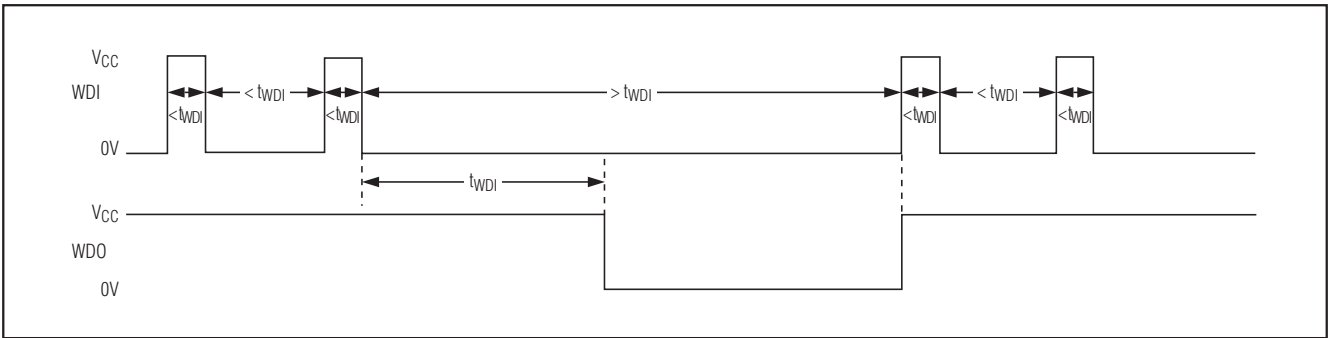 VCC
WDI
< tWDI
> tWDI
< tWDI
<tWDI
<tWDI
<tWDI
<tWDI
0V
tWDI
VCC
WDO
0V